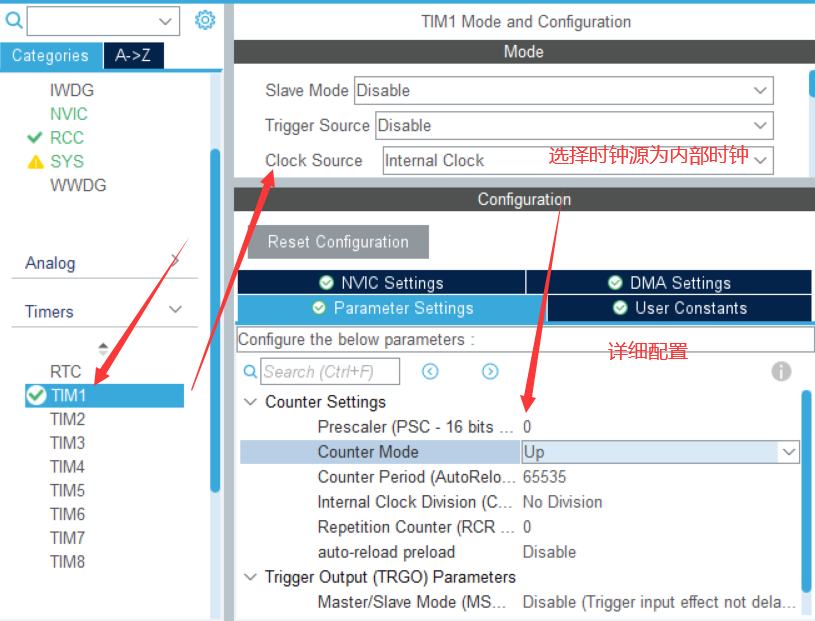 Categories
A->Z
IWDG
NVIC
RCC
SYS
WWDG
Analog
Timers
RTC
TIM1
TIM2
TIM3
TIM4
TIM5
TIM6
TIM7
TIM8
TIM1 Mode and Configuration
Mode
Slave Mode Disable
Trigger Source Disable
Clock Source Internal Clock
选择时钟源为内部时钟
Configuration
Reset Configuration
NVIC Settings
DMA Settings
Parameter Settings
User Constants
Configure the below parameters :
详细配置
Search (Ctrl+F)
Counter Settings
Prescaler (PSC - 16 bits ... 0
Counter Mode Up
Counter Period (AutoRelo... 65535
Internal Clock Division (C... No Division
Repetition Counter (RCR ... 0
auto-reload preload Disable
Trigger Output (TRGO) Parameters
Master/Slave Mode (MS... Disable (Trigger input effect not dela...